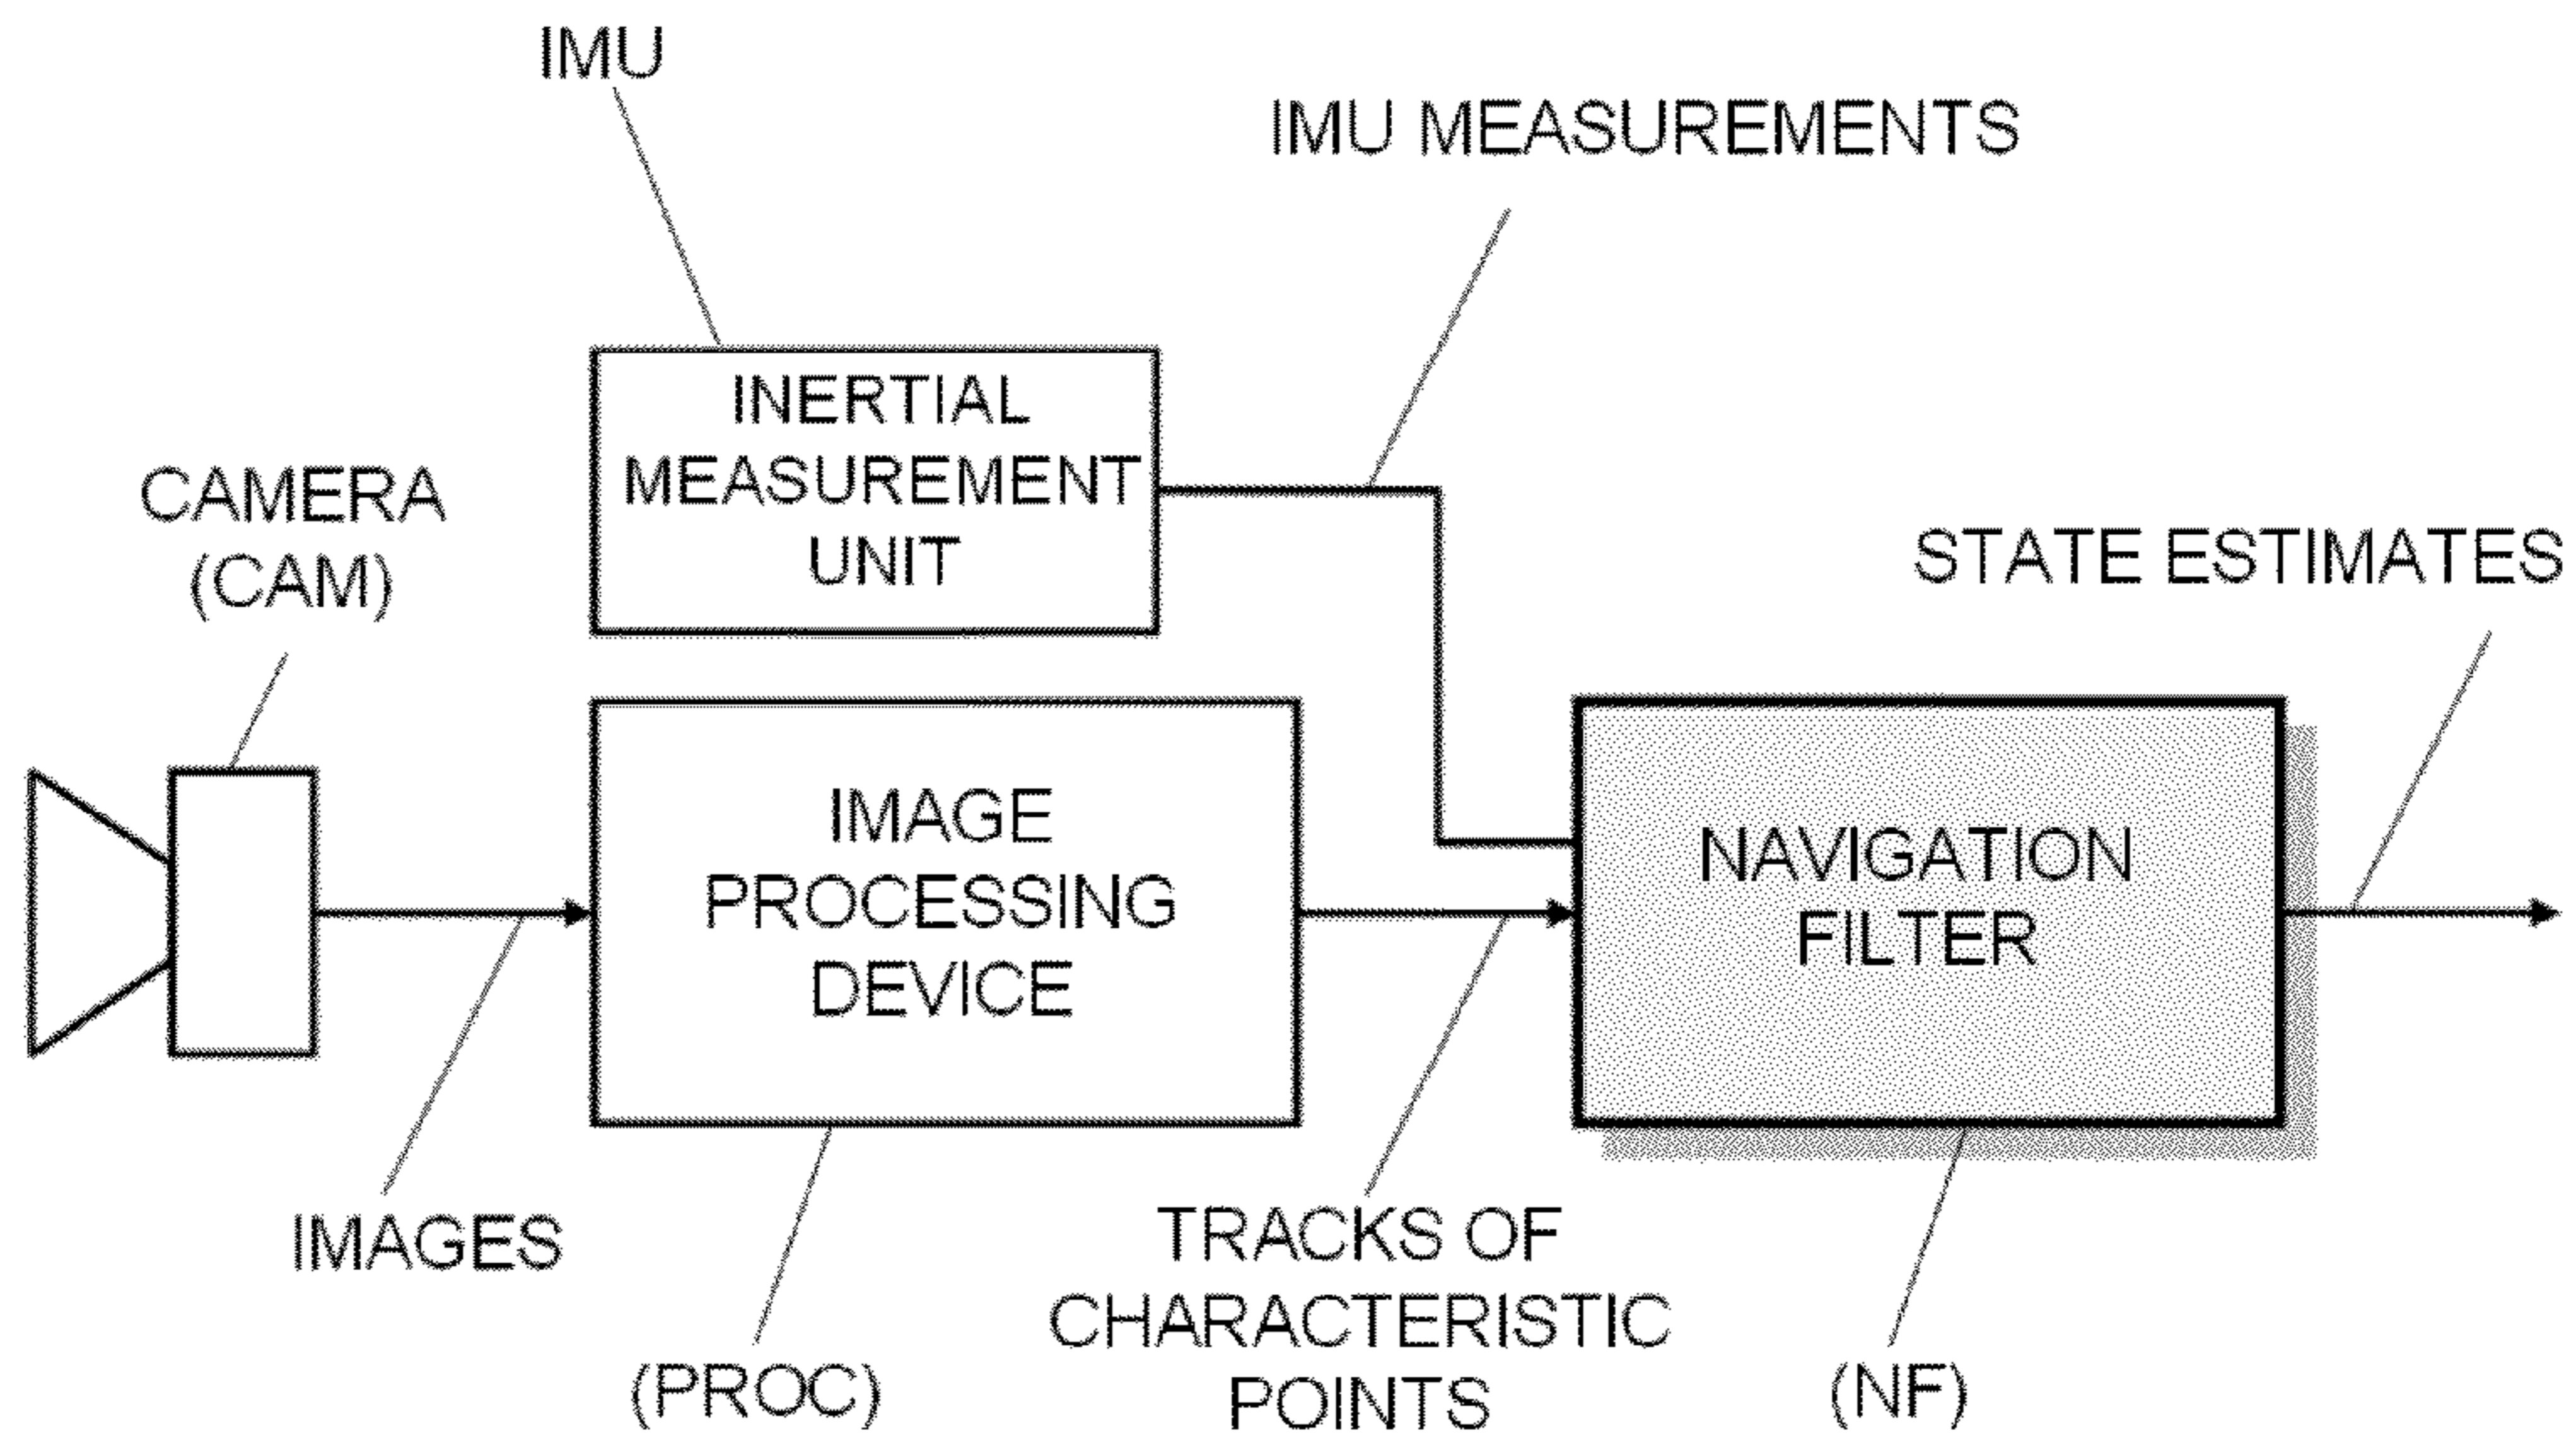 IMU
IMU MEASUREMENTS
INERTIAL
MEASUREMENT
UNIT
CAMERA
(CAM)
STATE ESTIMATES
IMAGE
PROCESSING
DEVICE
NAVIGATION
FILTER
IMAGES
TRACKS OF
CHARACTERISTIC
POINTS
(PROC)
(NF)